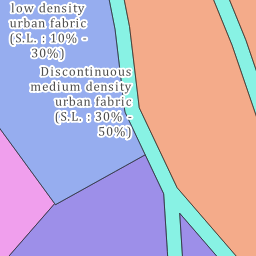 low density
urban fabric
(S.L. : 10% -
30%)
Discontinuous
medium density
urban fabric
(S.L. : 30% -
50%)